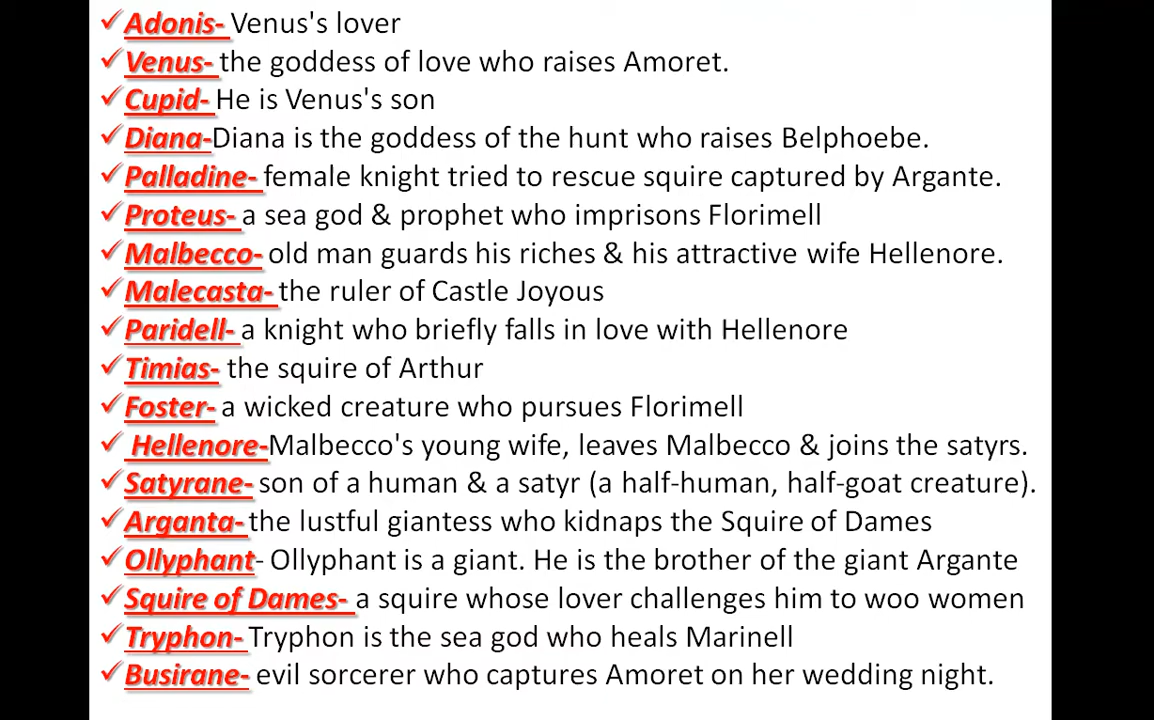 ✓Adonis- Venus's lover
✓Venus- the goddess of love who raises Amoret.
✓Cupid- He is Venus's son
✓Diana-Diana is the goddess of the hunt who raises Belphoebe.
✓Palladine- female knight tried to rescue squire captured by Argante.
✓Proteus- a sea god & prophet who imprisons Florimell
✓Malbecco- old man guards his riches & his attractive wife Hellenore.
✓Malecasta- the ruler of Castle Joyous
✓Paridell- a knight who briefly falls in love with Hellenore
✓Timias- the squire of Arthur
✓Foster- a wicked creature who pursues Florimell
✓ Hellenore-Malbecco's young wife, leaves Malbecco & joins the satyrs.
✓Satyrane- son of a human & a satyr (a half-human, half-goat creature).
✓Arganta- the lustful giantess who kidnaps the Squire of Dames
✓Ollyphant- Ollyphant is a giant. He is the brother of the giant Argante
✓Squire of Dames- a squire whose lover challenges him to woo women
✓Tryphon- Tryphon is the sea god who heals Marinell
✓Busirane- evil sorcerer who captures Amoret on her wedding night.